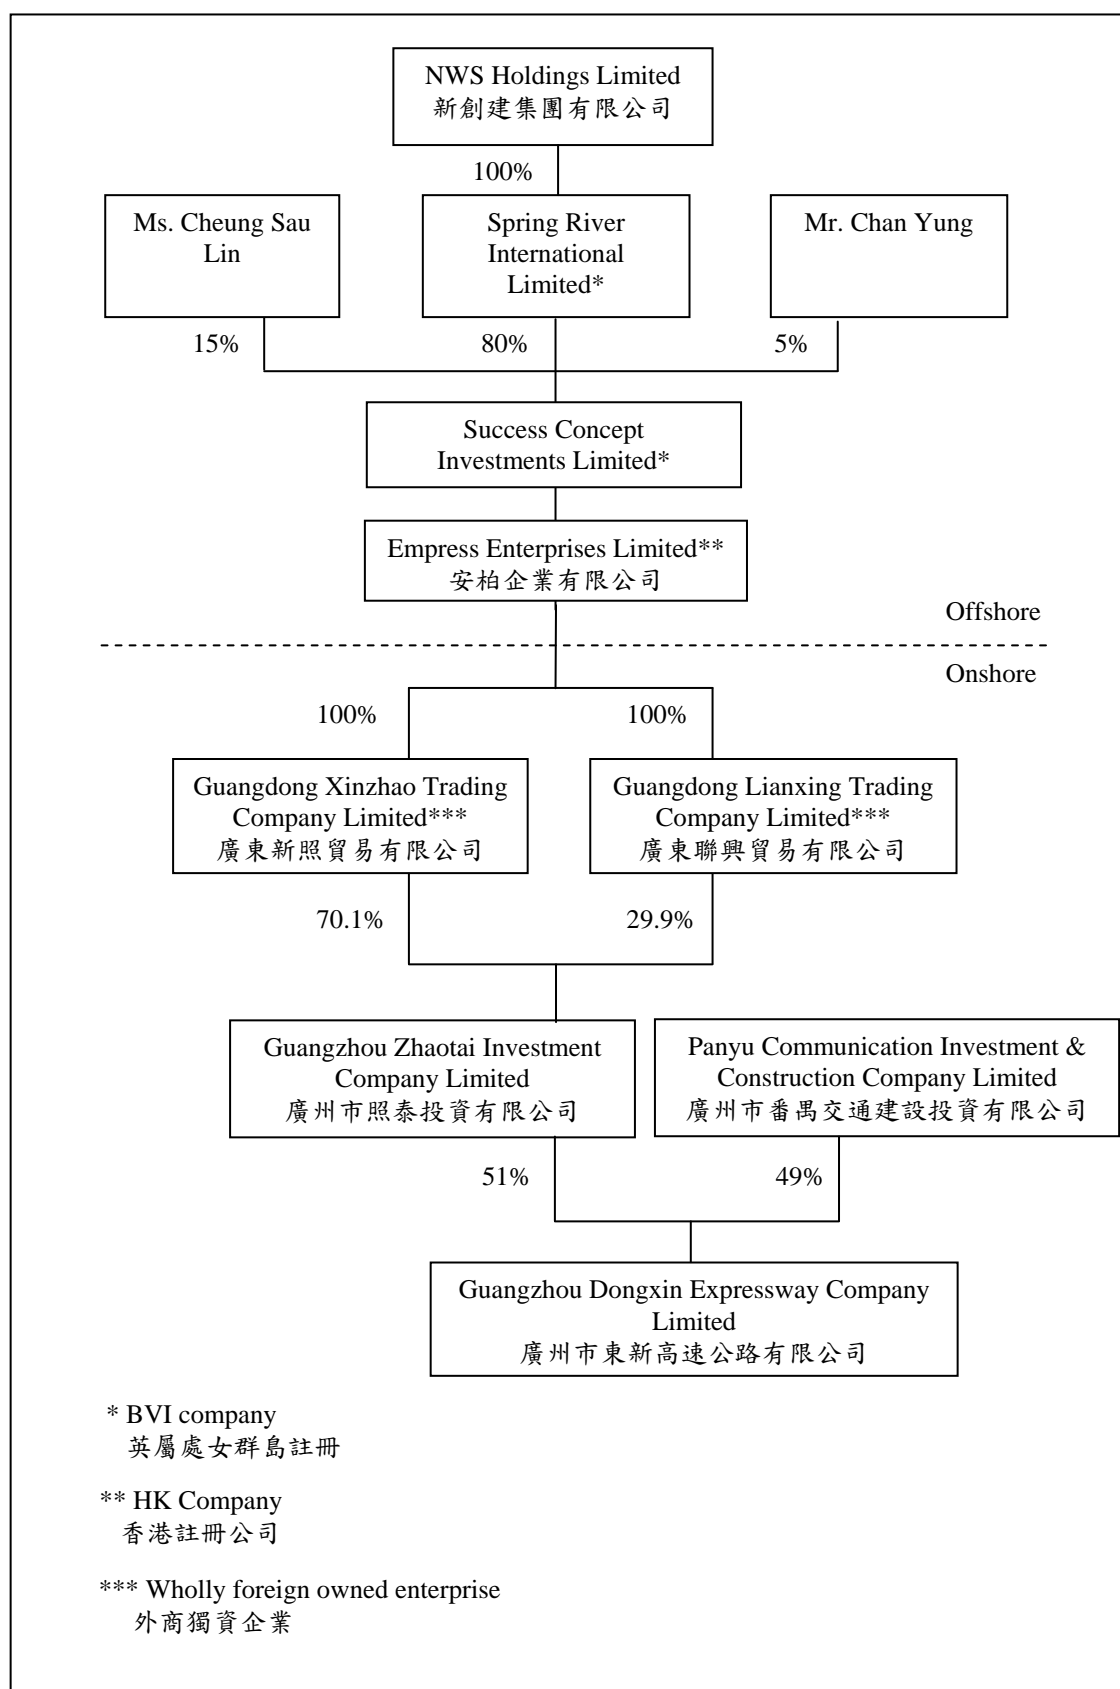 NWS Holdings Limited
新創建集團有限公司
100%
Ms. Cheung Sau
Lin
Spring River
International
Limited*
Mr. Chan Yung
15%
80%
5%
Success Concept
Investments Limited*
Empress Enterprises Limited**
安柏企業有限公司
Offshore
Onshore
100%
100%
Guangdong Xinzhao Trading
Company Limited***
廣東新照貿易有限公司
Guangdong Lianxing Trading
Company Limited***
廣東聯興貿易有限公司
70.1%
29.9%
Guangzhou Zhaotai Investment
Company Limited
廣州市照泰投資有限公司
Panyu Communication Investment &
Construction Company Limited
廣州市番禺交通建設投資有限公司
51%
49%
Guangzhou Dongxin Expressway Company
Limited
廣州市東新高速公路有限公司
* BVI company
英屬處女群島註冊
** HK Company
香港註冊公司
*** Wholly foreign owned enterprise
外商獨資企業